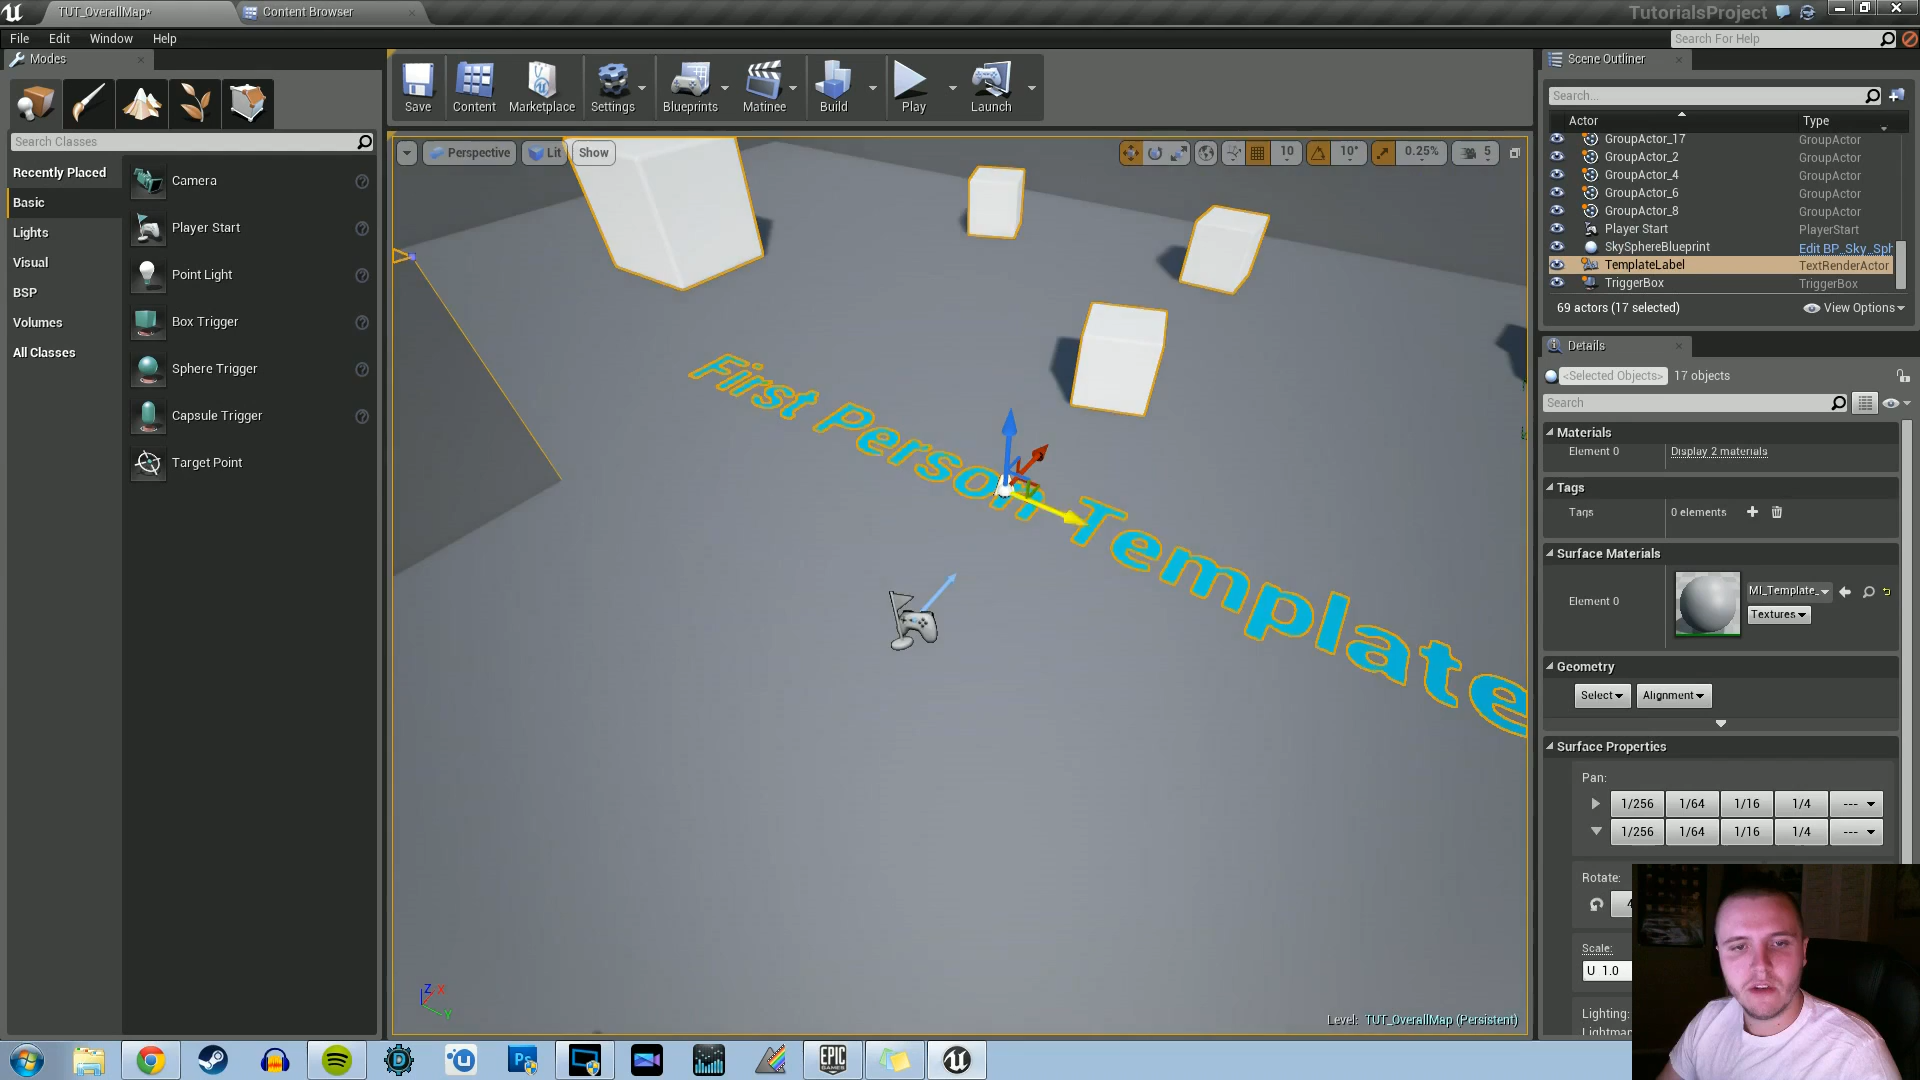 TUT_OverallMap*
Content Browser
TutorialsProject
File Edit Window Help
Search For Help
Modes
Save
Content
Marketplace
Settings
Blueprints
Matinee
Build
Play
Launch
Search Classes
Recently Placed
Basic
Lights
Visual
BSP
Volumes
All Classes
Camera
Player Start
Point Light
Box Trigger
Sphere Trigger
Capsule Trigger
Target Point
Perspective
Lit
Show
10
10°
0.25%
5
First Person Template
Z X
Y
Level: TUT_OverallMap (Persistent)
Scene Outliner
Search...
Actor Type
GroupActor_17 GroupActor
GroupActor_2 GroupActor
GroupActor_4 GroupActor
GroupActor_6 GroupActor
GroupActor_8 GroupActor
Player Start PlayerStart
SkySphereBlueprint Edit BP_Sky_Sph
TemplateLabel TextRenderActor
TriggerBox TriggerBox
69 actors (17 selected) View Options
Details
<Selected Objects> 17 objects
Search
Materials
Element 0 Display 2 materials
Tags
Tags 0 elements
Surface Materials
Element 0 MI_Template_
Textures
Geometry
Select Alignment
Surface Properties
Pan:
1/256 1/64 1/16 1/4 ---
1/256 1/64 1/16 1/4 ---
Rotate:
Scale:
U 1.0
Lighting:
EPIC
GAMES
Ps